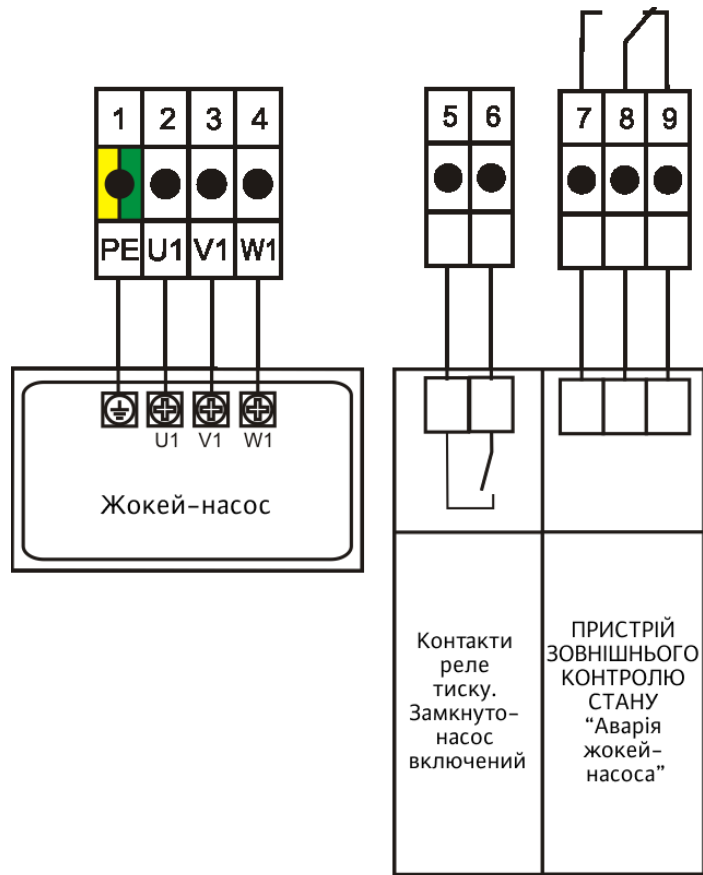 1 2 3 4
PE U1 V1 W1
U1 V1 W1
Жокей-насос
5 6
7 8 9
Контакти
реле
тиску.
Замкнуто-
насос
включений
ПРИСТРІЙ
ЗОВНІШНЬОГО
КОНТРОЛЮ
СТАНУ
“Аварія
жокей-
насоса”